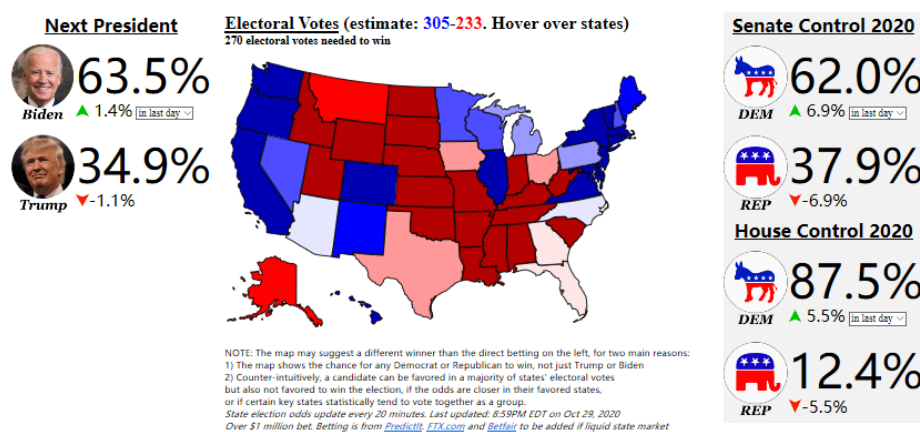 Next President
63.5%
Biden
1.4% in last day
34.9%
Trump
-1.1%
Electoral Votes (estimate: 305-233. Hover over states)
270 electoral votes needed to win
NOTE: The map may suggest a different winner than the direct betting on the left, for two main reasons:
1) The map shows the chance for any Democrat or Republican to win, not just Trump or Biden
2) Counter-intuitively, a candidate can be favored in a majority of states' electoral votes
but also not favored to win the election, if the odds are closer in their favored states,
or if certain key states statistically tend to vote together as a group.
State election odds update every 20 minutes. Last updated: 8:59PM EDT on Oct 29, 2020
Over $1 million bet. Betting is from PredictIt. FTX.com and Betfair to be added if liquid state market
Senate Control 2020
62.0%
DEM
6.9% in last day
37.9%
REP
-6.9%
House Control 2020
87.5%
DEM
5.5% in last day
12.4%
REP
-5.5%